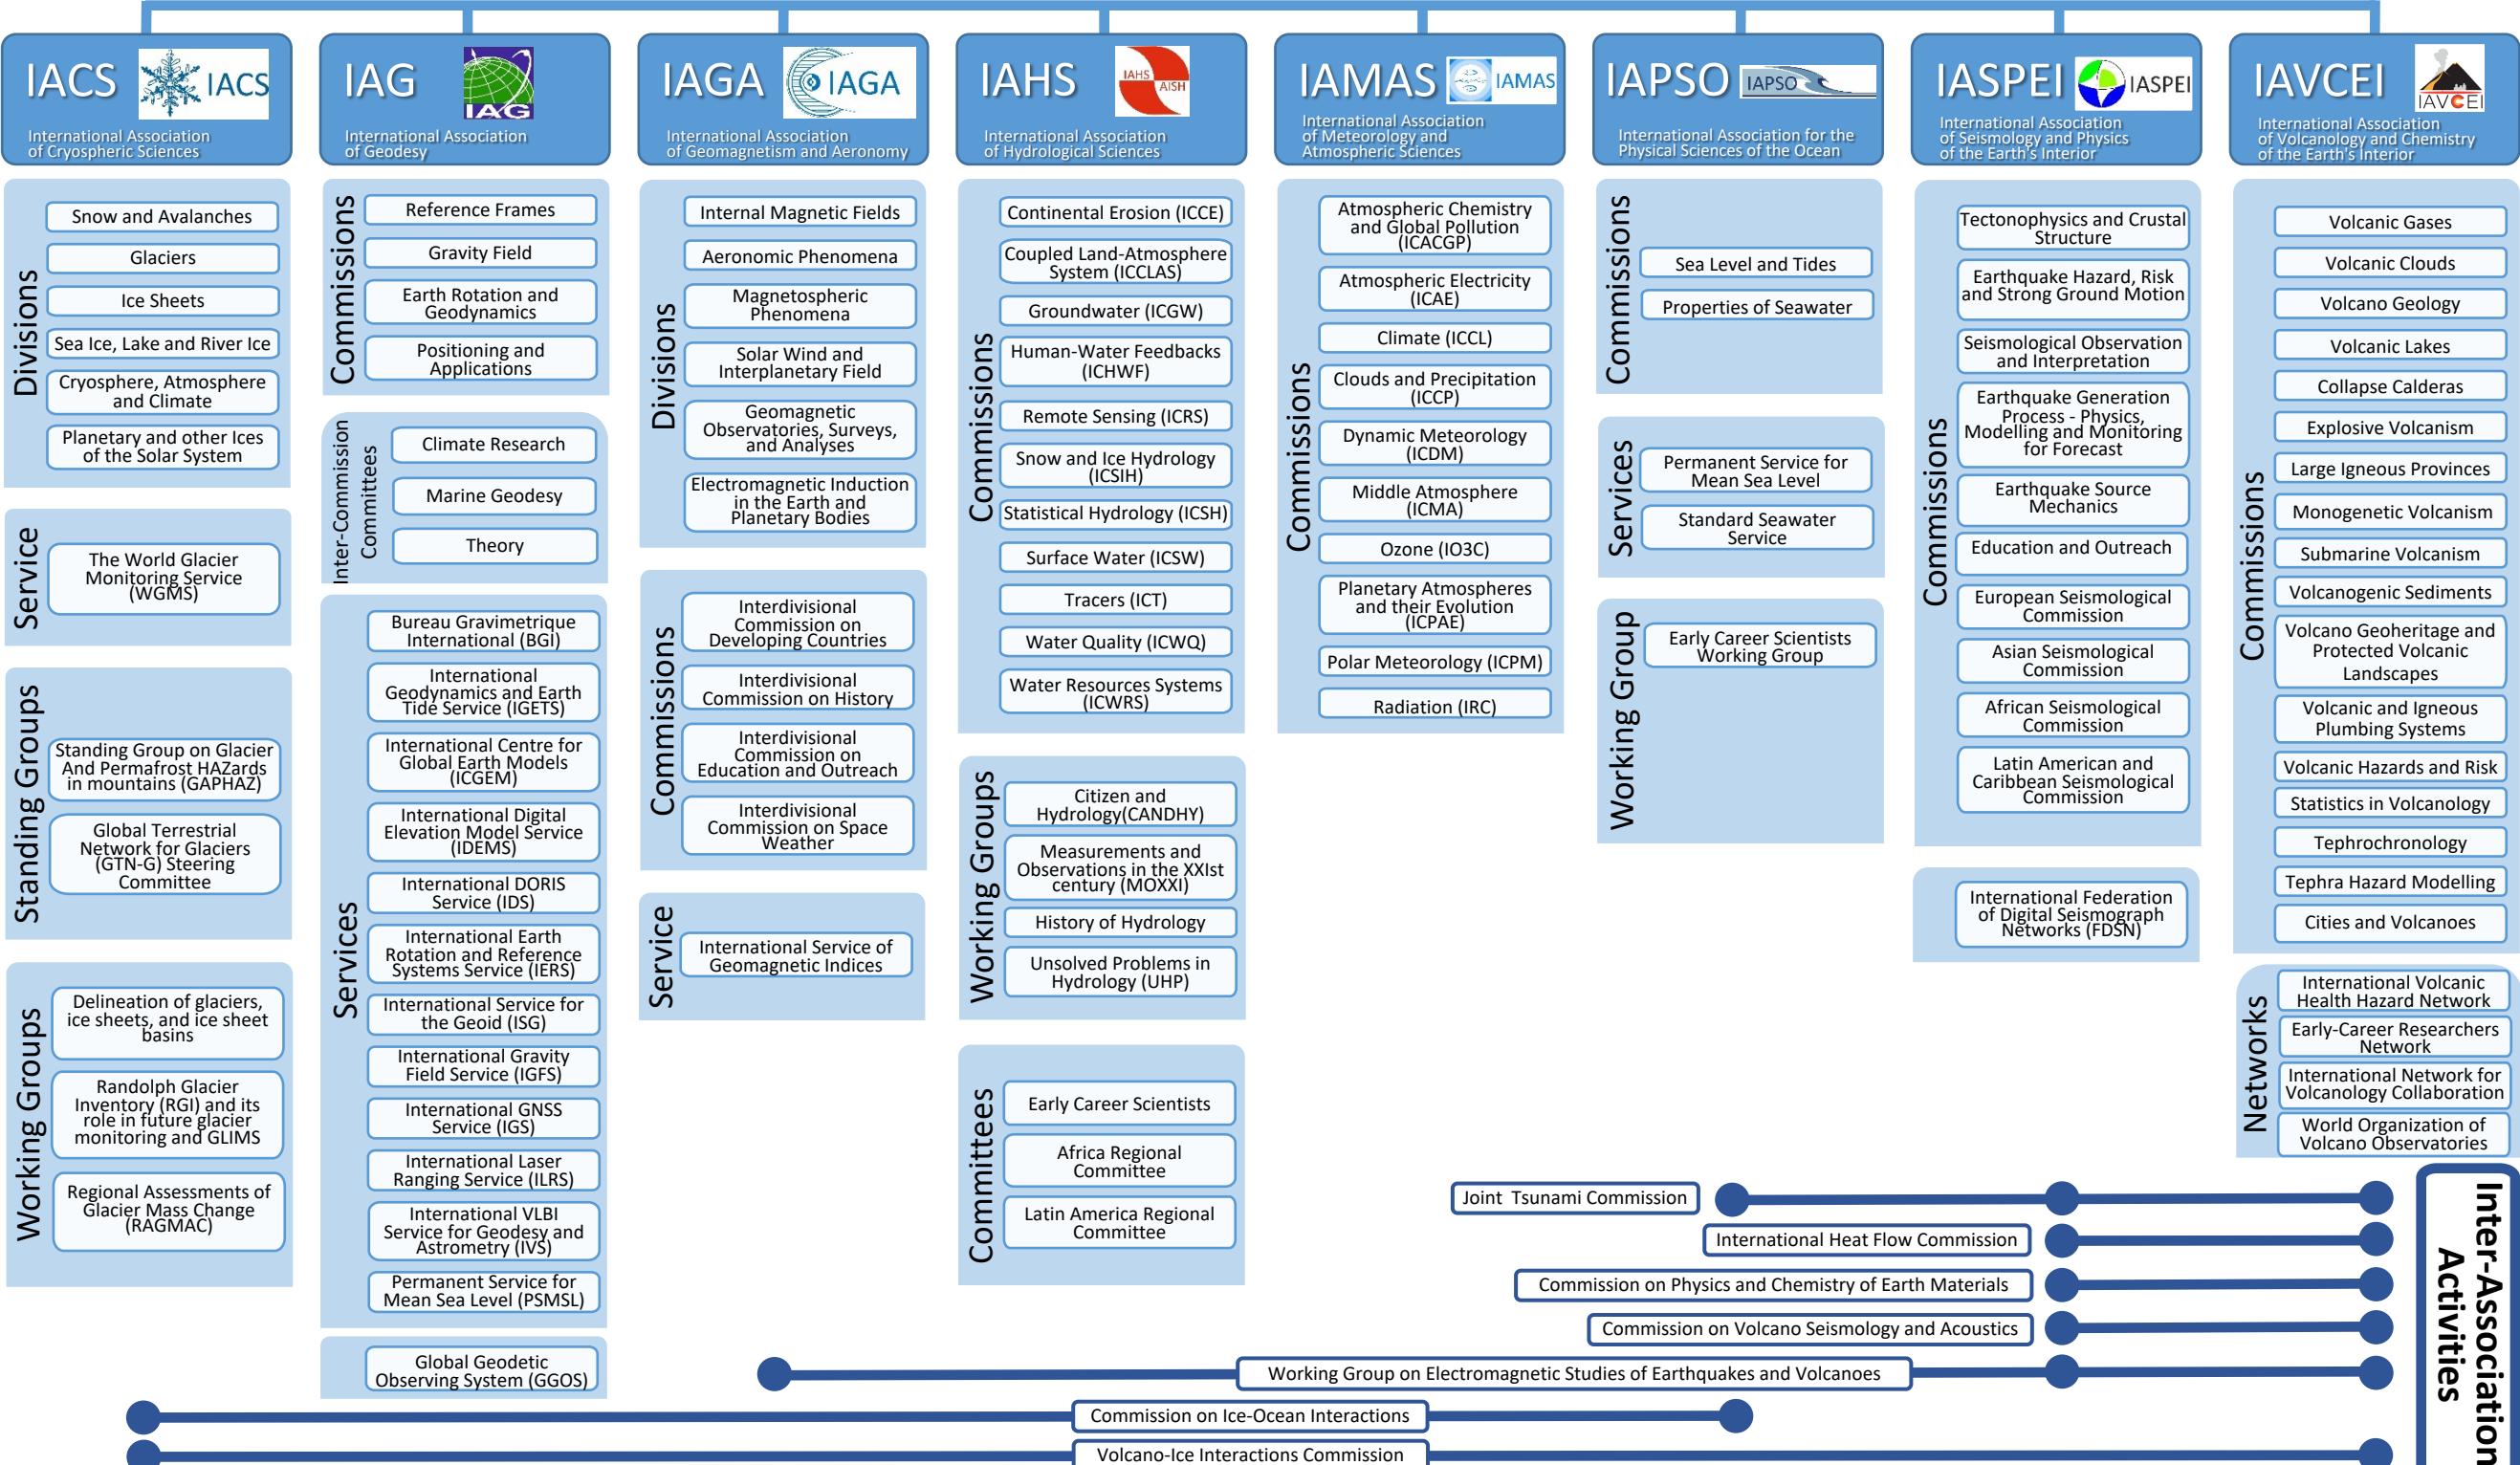 IACS
IACS
International Association
of Cryospheric Sciences
Divisions
Snow and Avalanches
Glaciers
Ice Sheets
Sea Ice, Lake and River Ice
Cryosphere, Atmosphere
and Climate
Planetary and other Ices
of the Solar System
Service
The World Glacier
Monitoring Service
(WGMS)
Standing Groups
Standing Group on Glacier
And Permafrost HAZards
in mountains (GAPHAZ)
Global Terrestrial
Network for Glaciers
(GTN-G) Steering
Committee
Working Groups
Delineation of glaciers,
ice sheets, and ice sheet
basins
Randolph Glacier
Inventory (RGI) and its
role in future glacier
monitoring and GLIMS
Regional Assessments of
Glacier Mass Change
(RAGMAC)
IAG
IAG
International Association
of Geodesy
Commissions
Reference Frames
Gravity Field
Earth Rotation and
Geodynamics
Positioning and
Applications
Inter-Commission
Committees
Climate Research
Marine Geodesy
Theory
Services
Bureau Gravimetrique
International (BGI)
International
Geodynamics and Earth
Tide Service (IGETS)
International Centre for
Global Earth Models
(ICGEM)
International Digital
Elevation Model Service
(IDEMS)
International DORIS
Service (IDS)
International Earth
Rotation and Reference
Systems Service (IERS)
International Service for
the Geoid (ISG)
International Gravity
Field Service (IGFS)
International GNSS
Service (IGS)
International Laser
Ranging Service (ILRS)
International VLBI
Service for Geodesy and
Astrometry (IVS)
Permanent Service for
Mean Sea Level (PSMSL)
Global Geodetic
Observing System (GGOS)
IAGA
IAGA
International Association
of Geomagnetism and Aeronomy
Divisions
Internal Magnetic Fields
Aeronomic Phenomena
Magnetospheric
Phenomena
Solar Wind and
Interplanetary Field
Geomagnetic
Observatories, Surveys,
and Analyses
Electromagnetic Induction
in the Earth and
Planetary Bodies
Commissions
Interdivisional
Commission on
Developing Countries
Interdivisional
Commission on History
Interdivisional
Commission on
Education and Outreach
Interdivisional
Commission on Space
Weather
Service
International Service of
Geomagnetic Indices
IAHS
IAHS
AISH
International Association
of Hydrological Sciences
Commissions
Continental Erosion (ICCE)
Coupled Land-Atmosphere
System (ICCLAS)
Groundwater (ICGW)
Human-Water Feedbacks
(ICHWF)
Remote Sensing (ICRS)
Snow and Ice Hydrology
(ICSIH)
Statistical Hydrology (ICSH)
Surface Water (ICSW)
Tracers (ICT)
Water Quality (ICWQ)
Water Resources Systems
(ICWRS)
Working Groups
Citizen and
Hydrology(CANDHY)
Measurements and
Observations in the XXIst
century (MOXXI)
History of Hydrology
Unsolved Problems in
Hydrology (UHP)
Committees
Early Career Scientists
Africa Regional
Committee
Latin America Regional
Committee
IAMAS
IAMAS
International Association
of Meteorology and
Atmospheric Sciences
Commissions
Atmospheric Chemistry
and Global Pollution
(ICACGP)
Atmospheric Electricity
(ICAE)
Climate (ICCL)
Clouds and Precipitation
(ICCP)
Dynamic Meteorology
(ICDM)
Middle Atmosphere
(ICMA)
Ozone (IO3C)
Planetary Atmospheres
and their Evolution
(ICPAE)
Polar Meteorology (ICPM)
Radiation (IRC)
IAPSO
IAPSO
International Association for the
Physical Sciences of the Ocean
Commissions
Sea Level and Tides
Properties of Seawater
Services
Permanent Service for
Mean Sea Level
Standard Seawater
Service
Working Group
Early Career Scientists
Working Group
IASPEI
IASPEI
International Association
of Seismology and Physics
of the Earth's Interior
Commissions
Tectonophysics and Crustal
Structure
Earthquake Hazard, Risk
and Strong Ground Motion
Seismological Observation
and Interpretation
Earthquake Generation
Process - Physics,
Modelling and Monitoring
for Forecast
Earthquake Source
Mechanics
Education and Outreach
European Seismological
Commission
Asian Seismological
Commission
African Seismological
Commission
Latin American and
Caribbean Seismological
Commission
International Federation
of Digital Seismograph
Networks (FDSN)
IAVCEI
IAVCEI
International Association
of Volcanology and Chemistry
of the Earth's Interior
Commissions
Volcanic Gases
Volcanic Clouds
Volcano Geology
Volcanic Lakes
Collapse Calderas
Explosive Volcanism
Large Igneous Provinces
Monogenetic Volcanism
Submarine Volcanism
Volcanogenic Sediments
Volcano Geoheritage and
Protected Volcanic
Landscapes
Volcanic and Igneous
Plumbing Systems
Volcanic Hazards and Risk
Statistics in Volcanology
Tephrochronology
Tephra Hazard Modelling
Cities and Volcanoes
Networks
International Volcanic
Health Hazard Network
Early-Career Researchers
Network
International Network for
Volcanology Collaboration
World Organization of
Volcano Observatories
Inter-Association
Activities
Joint Tsunami Commission
International Heat Flow Commission
Commission on Physics and Chemistry of Earth Materials
Commission on Volcano Seismology and Acoustics
Working Group on Electromagnetic Studies of Earthquakes and Volcanoes
Commission on Ice-Ocean Interactions
Volcano-Ice Interactions Commission